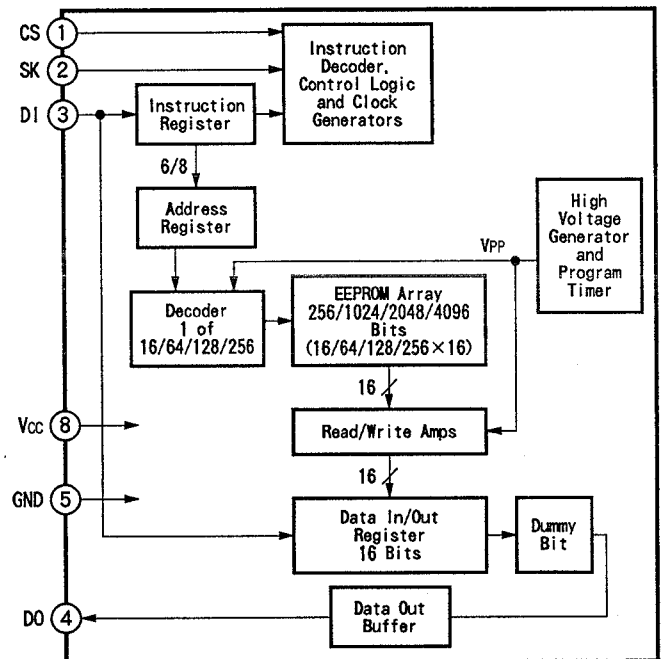 CS 1
SK 2
DI 3
Instruction
Decoder,
Control Logic
and Clock
Generators
Instruction
Register
6/8
Address
Register
High
Voltage
Generator
and
Program
Timer
VPP
Decoder
1 of
16/64/128/256
EEPROM Array
256/1024/2048/4096
Bits
(16/64/128/256×16)
16
Vcc 8
Read/Write Amps
16
GND 5
Data In/Out
Register
16 Bits
Dummy
Bit
DO 4
Data Out
Buffer